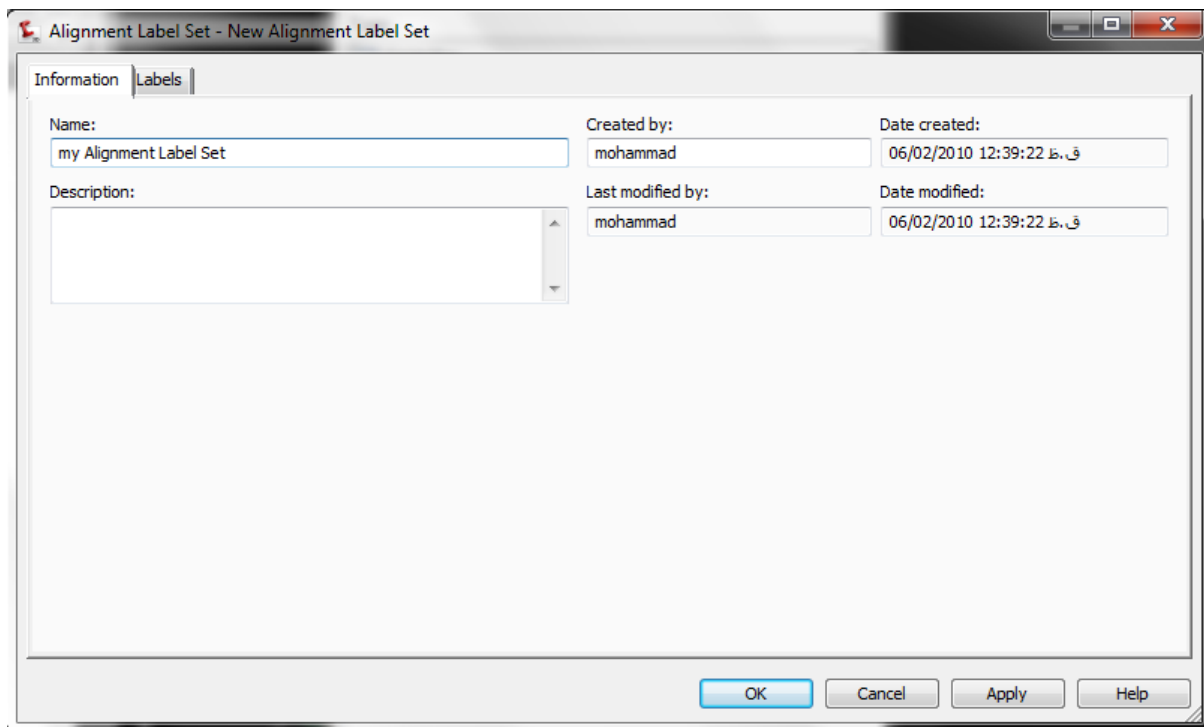 Alignment Label Set - New Alignment Label Set
Information Labels
Name: Created by: Date created:
my Alignment Label Set mohammad 06/02/2010 12:39:22 ق.ظ
Description: Last modified by: Date modified:
mohammad 06/02/2010 12:39:22 ق.ظ
OK Cancel Apply Help